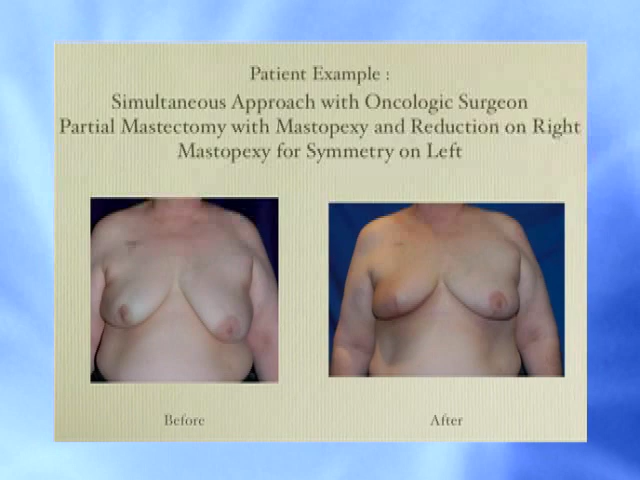 Patient Example :
Simultaneous Approach with Oncologic Surgeon
Partial Mastectomy with Mastopexy and Reduction on Right
Mastopexy for Symmetry on Left
Before
After